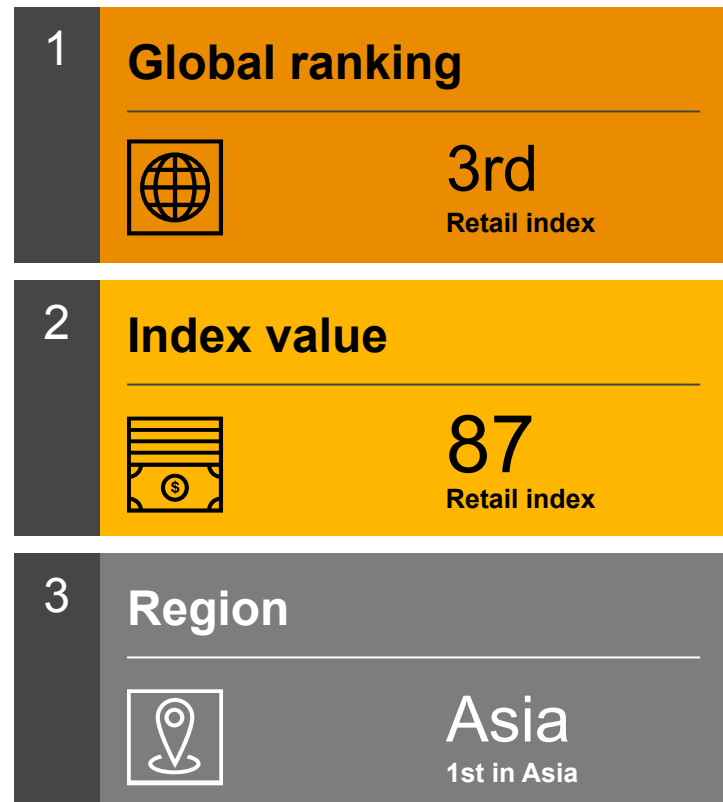 1
Global ranking
3rd
Retail index
2
Index value
$
87
Retail index
3
Region
Asia
1st in Asia